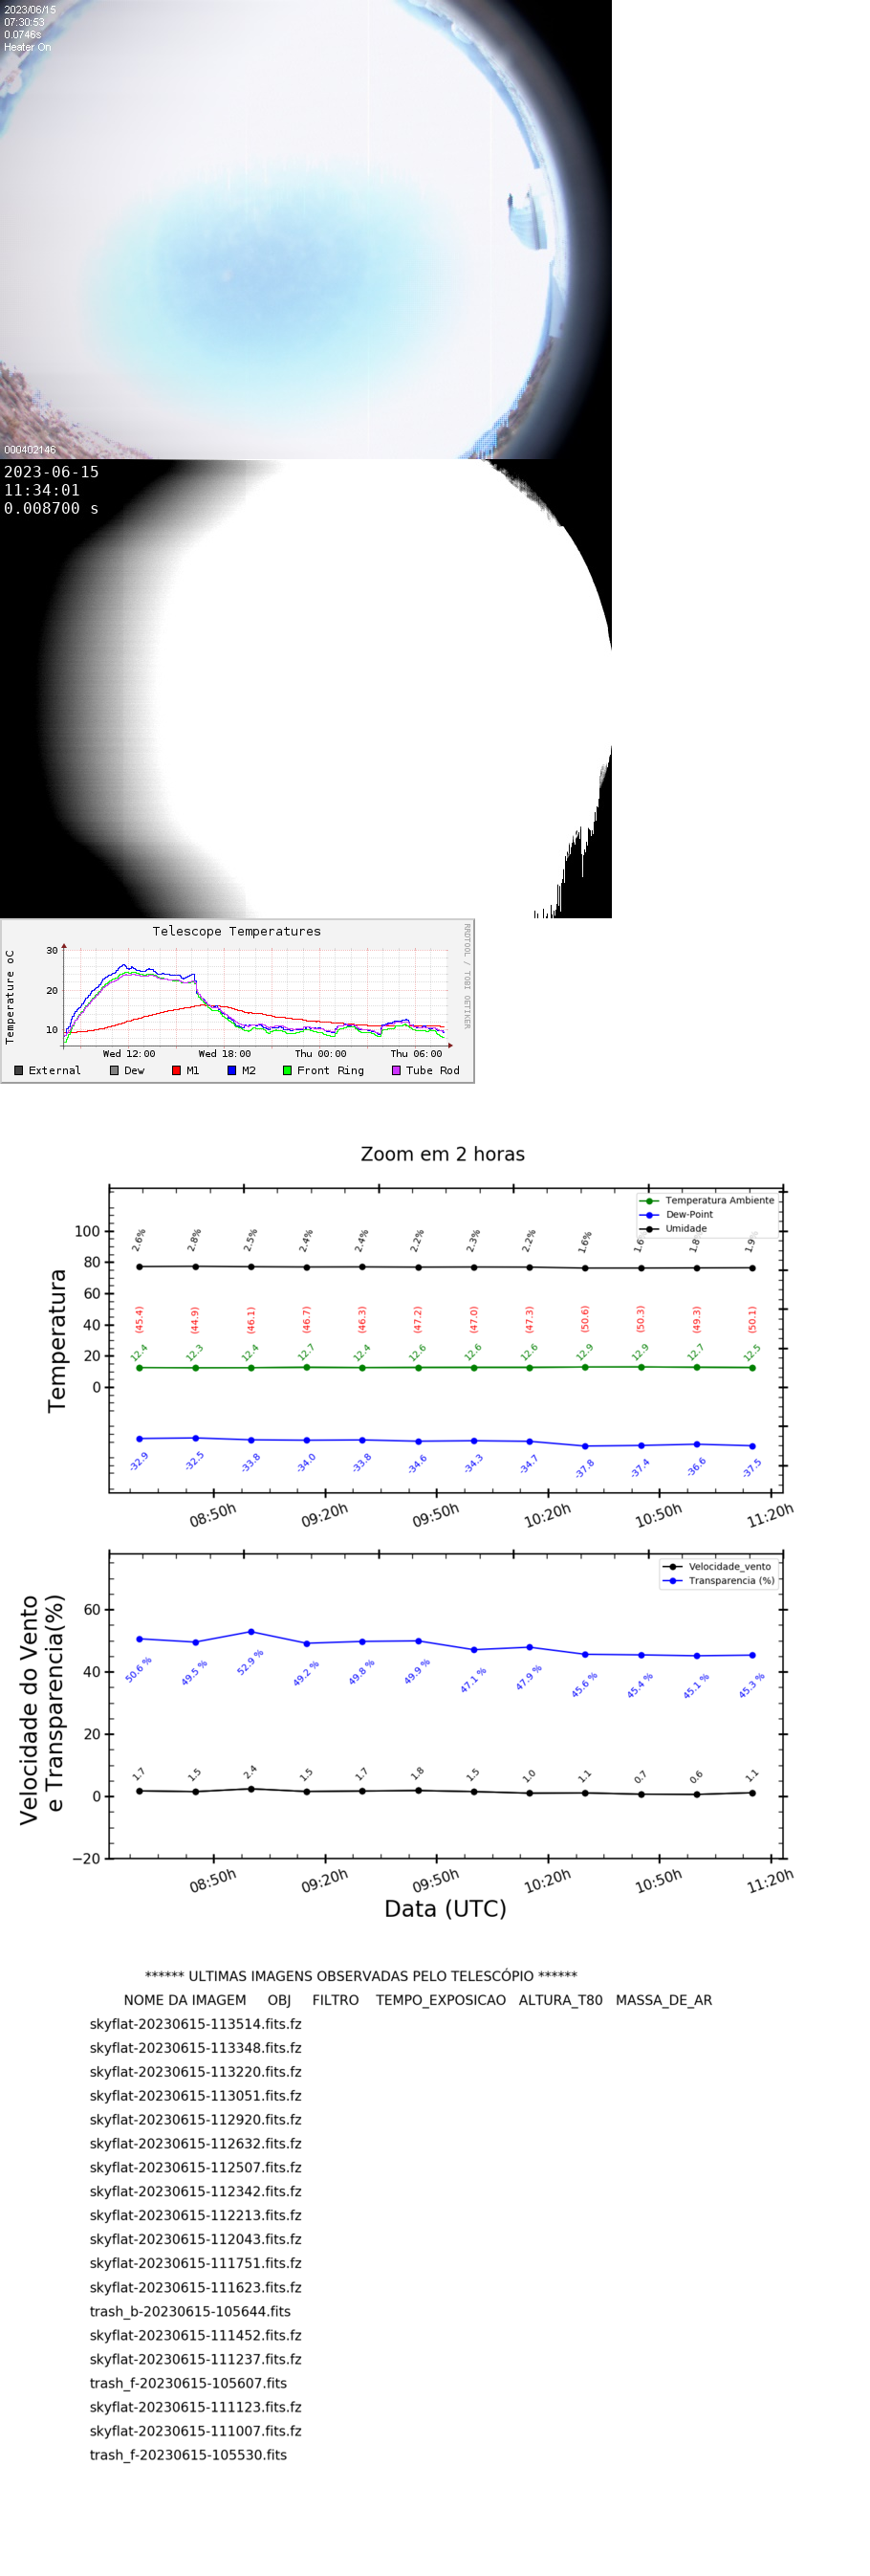 2023/06/15
07:30:53
0.0746s
Heater On
000402146
2023-06-15
11:34:01
0.008700 s
Telescope Temperatures
RRDTOOL / TOBI OETIKER
Temperature oC
30
20
10
Wed 12:00 Wed 18:00 Thu 00:00 Thu 06:00
External Dew M1 M2 Front Ring Tube Rod
Zoom em 2 horas
Temperatura Ambiente
Dew-Point
Umidade
Temperatura
100
80
60
40
20
0
2.6% 2.8% 2.5% 2.4% 2.4% 2.2% 2.3% 2.2% 1.6% 1.6 1.8 1.9
(45.4) (44.9) (46.1) (46.7) (46.3) (47.2) (47.0) (47.3) (50.6) (50.3) (49.3) (50.1)
12.4 12.3 12.4 12.7 12.4 12.6 12.6 12.6 12.9 12.9 12.7 12.5
-32.9 -32.5 -33.8 -34.0 -33.8 -34.6 -34.3 -34.7 -37.8 -37.4 -36.6 -37.5
08:50h 09:20h 09:50h 10:20h 10:50h 11:20h
Velocidade_vento
Transparencia (%)
Velocidade do Vento
e Transparencia(%)
60
40
20
0
−20
50.6 % 49.5 % 52.9 % 49.2 % 49.8 % 49.9 % 47.1 % 47.9 % 45.6 % 45.4 % 45.1 % 45.3 %
1.7 1.5 2.4 1.5 1.7 1.8 1.5 1.0 1.1 0.7 0.6 1.1
08:50h 09:20h 09:50h 10:20h 10:50h 11:20h
Data (UTC)
****** ULTIMAS IMAGENS OBSERVADAS PELO TELESCÓPIO ******
NOME DA IMAGEM OBJ FILTRO TEMPO_EXPOSICAO ALTURA_T80 MASSA_DE_AR
skyflat-20230615-113514.fits.fz
skyflat-20230615-113348.fits.fz
skyflat-20230615-113220.fits.fz
skyflat-20230615-113051.fits.fz
skyflat-20230615-112920.fits.fz
skyflat-20230615-112632.fits.fz
skyflat-20230615-112507.fits.fz
skyflat-20230615-112342.fits.fz
skyflat-20230615-112213.fits.fz
skyflat-20230615-112043.fits.fz
skyflat-20230615-111751.fits.fz
skyflat-20230615-111623.fits.fz
trash_b-20230615-105644.fits
skyflat-20230615-111452.fits.fz
skyflat-20230615-111237.fits.fz
trash_f-20230615-105607.fits
skyflat-20230615-111123.fits.fz
skyflat-20230615-111007.fits.fz
trash_f-20230615-105530.fits